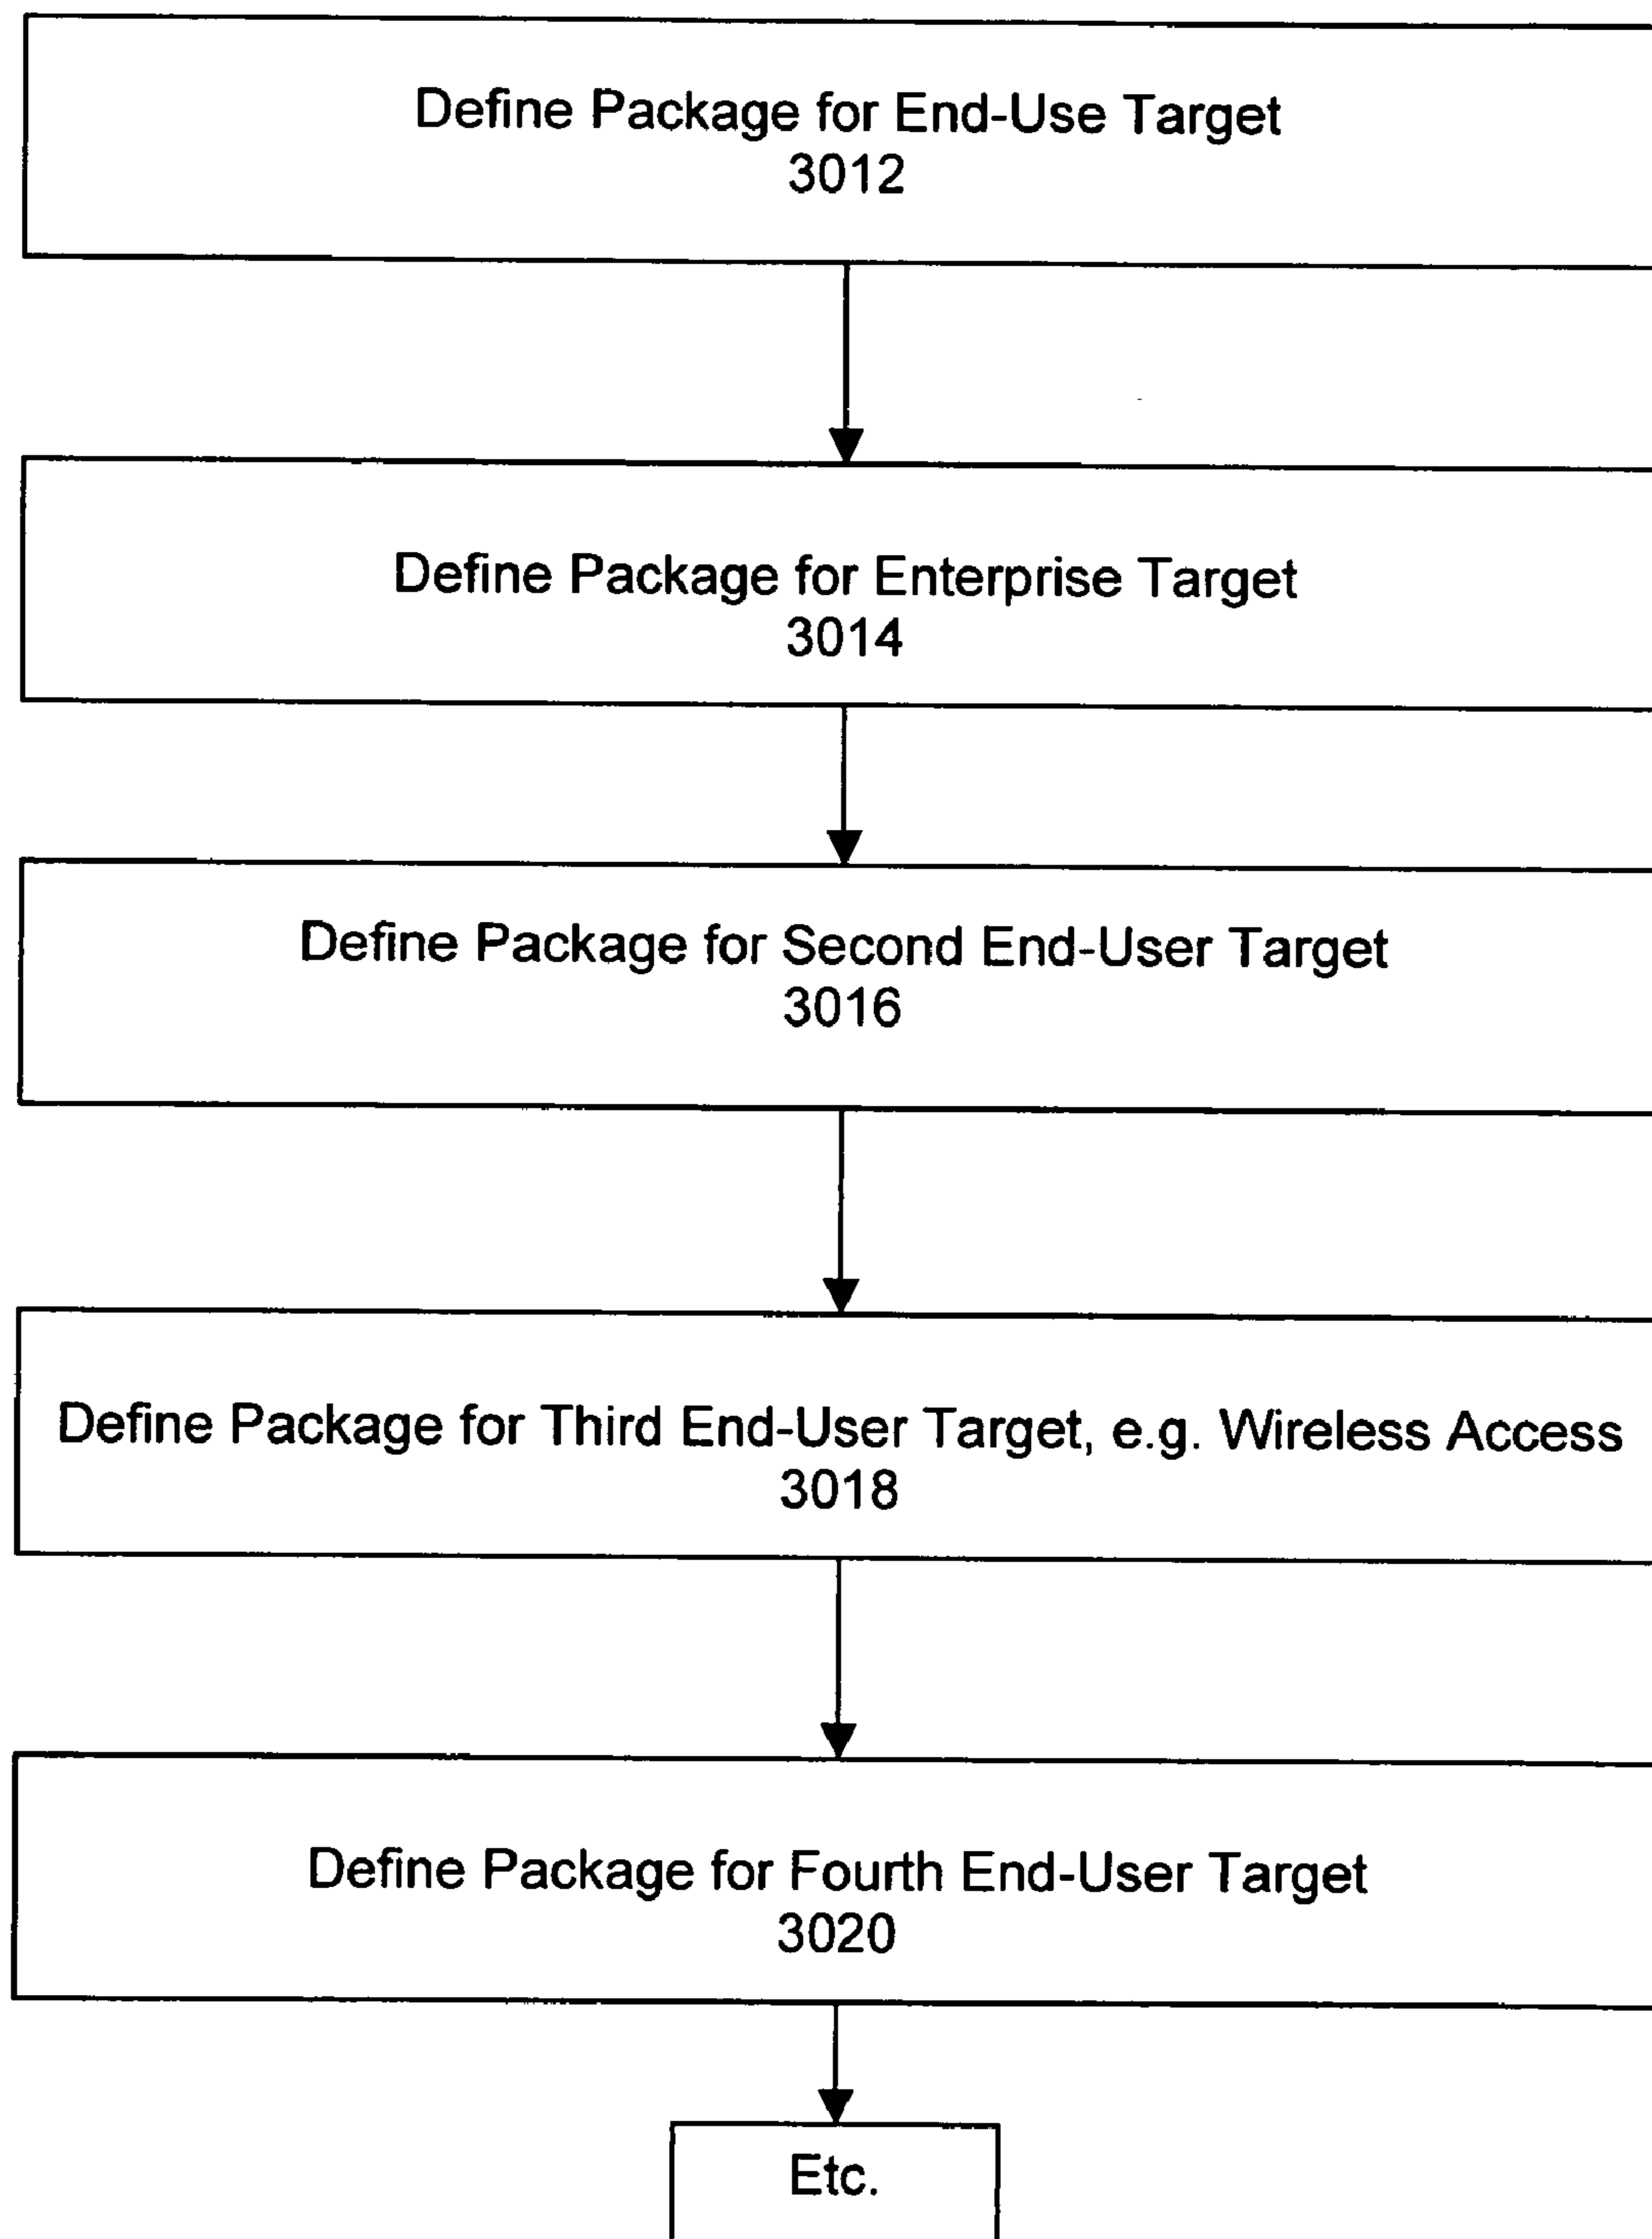 Define Package for End-Use Target
3012
Define Package for Enterprise Target
3014
Define Package for Second End-User Target
3016
Define Package for Third End-User Target, e.g. Wireless Access
3018
Define Package for Fourth End-User Target
3020
Etc.